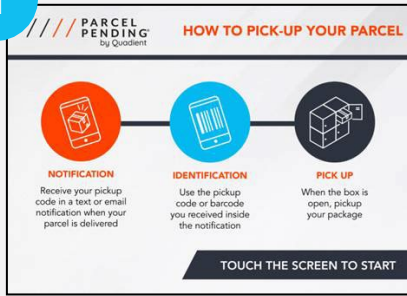 PARCEL
PENDING
by Quadient
HOW TO PICK-UP YOUR PARCEL
NOTIFICATION
Receive your pickup
code in a text or email
notification when your
parcel is delivered
IDENTIFICATION
Use the pickup
code or barcode
you received inside
the notification
PICK UP
When the box is
open, pickup
your package
TOUCH THE SCREEN TO START